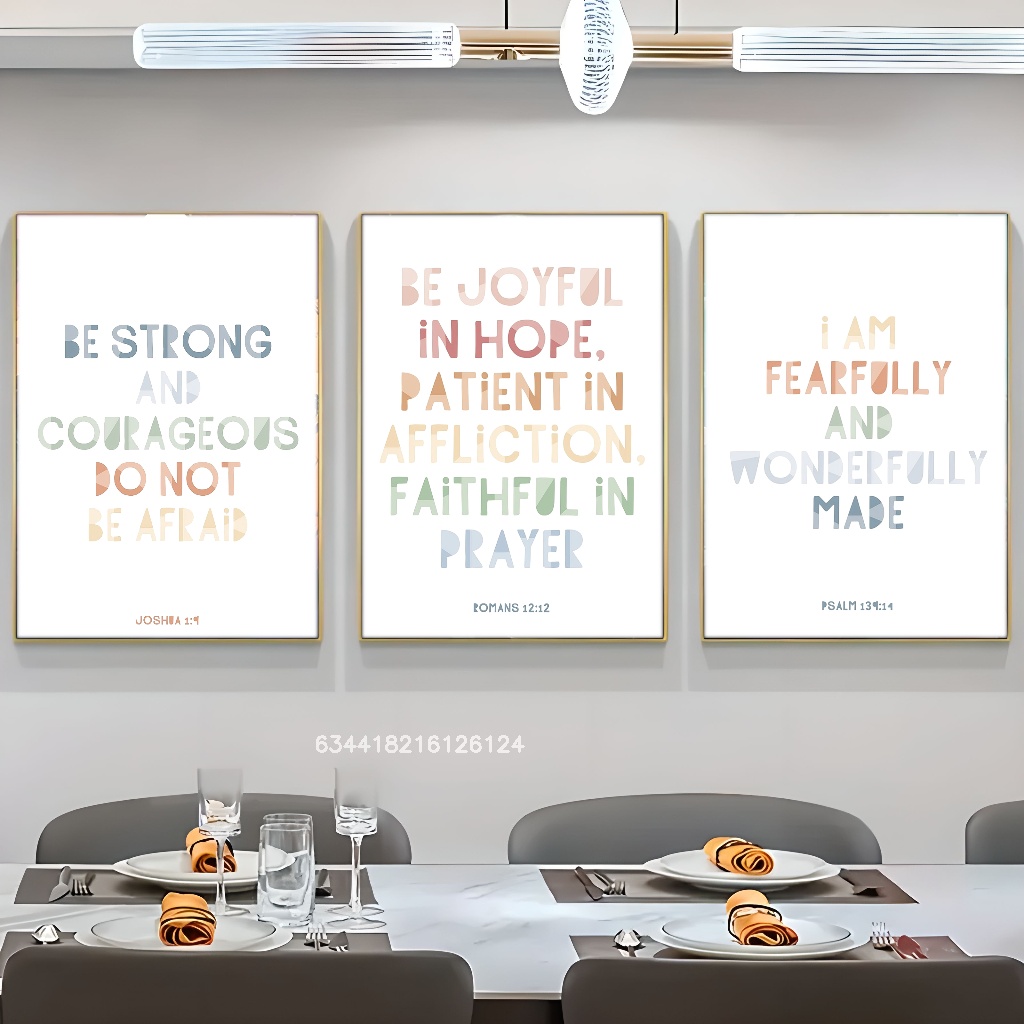 BE STRONG
AND
COURAGEOUS
DO NOT
BE AFRAID
JOSHUA 1:9
BE JOYFUL
iN HOPE,
PATiENT iN
AFFLiCTiON,
FAiTHFUL iN
PRAYER
ROMANS 12:12
i AM
FEARFULLY
AND
WONDERFULLY
MADE
PSALM 139:14
634418216126124